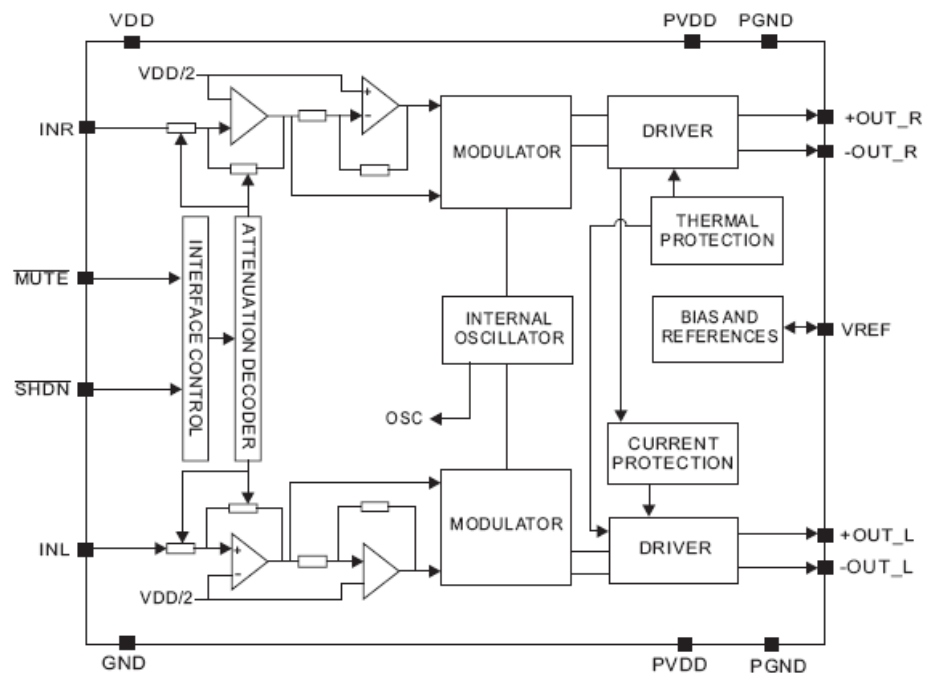 VDD
PVDD
PGND
VDD/2
+
−
INR
MODULATOR
DRIVER
+OUT_R
-OUT_R
THERMAL
PROTECTION
MUTE
INTERFACE CONTROL
ATTENUATION DECODER
INTERNAL
OSCILLATOR
BIAS AND
REFERENCES
VREF
SHDN
OSC
CURRENT
PROTECTION
MODULATOR
INL
+
−
DRIVER
+OUT_L
-OUT_L
VDD/2
GND
PVDD
PGND